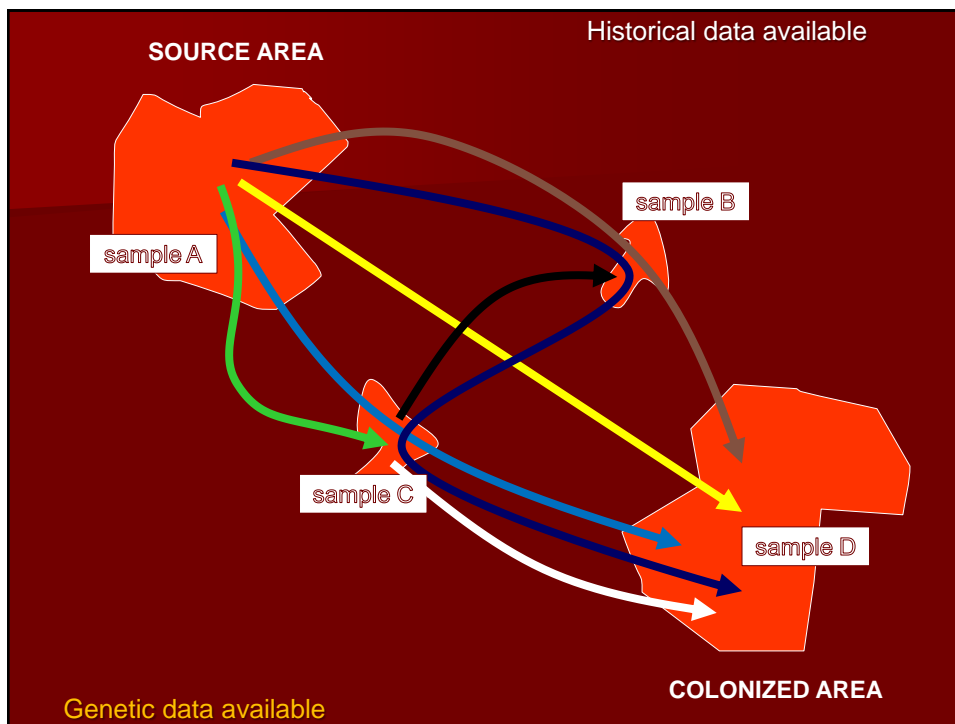 Historical data available
SOURCE AREA
sample B
sample A
sample C
sample D
COLONIZED AREA
Genetic data available